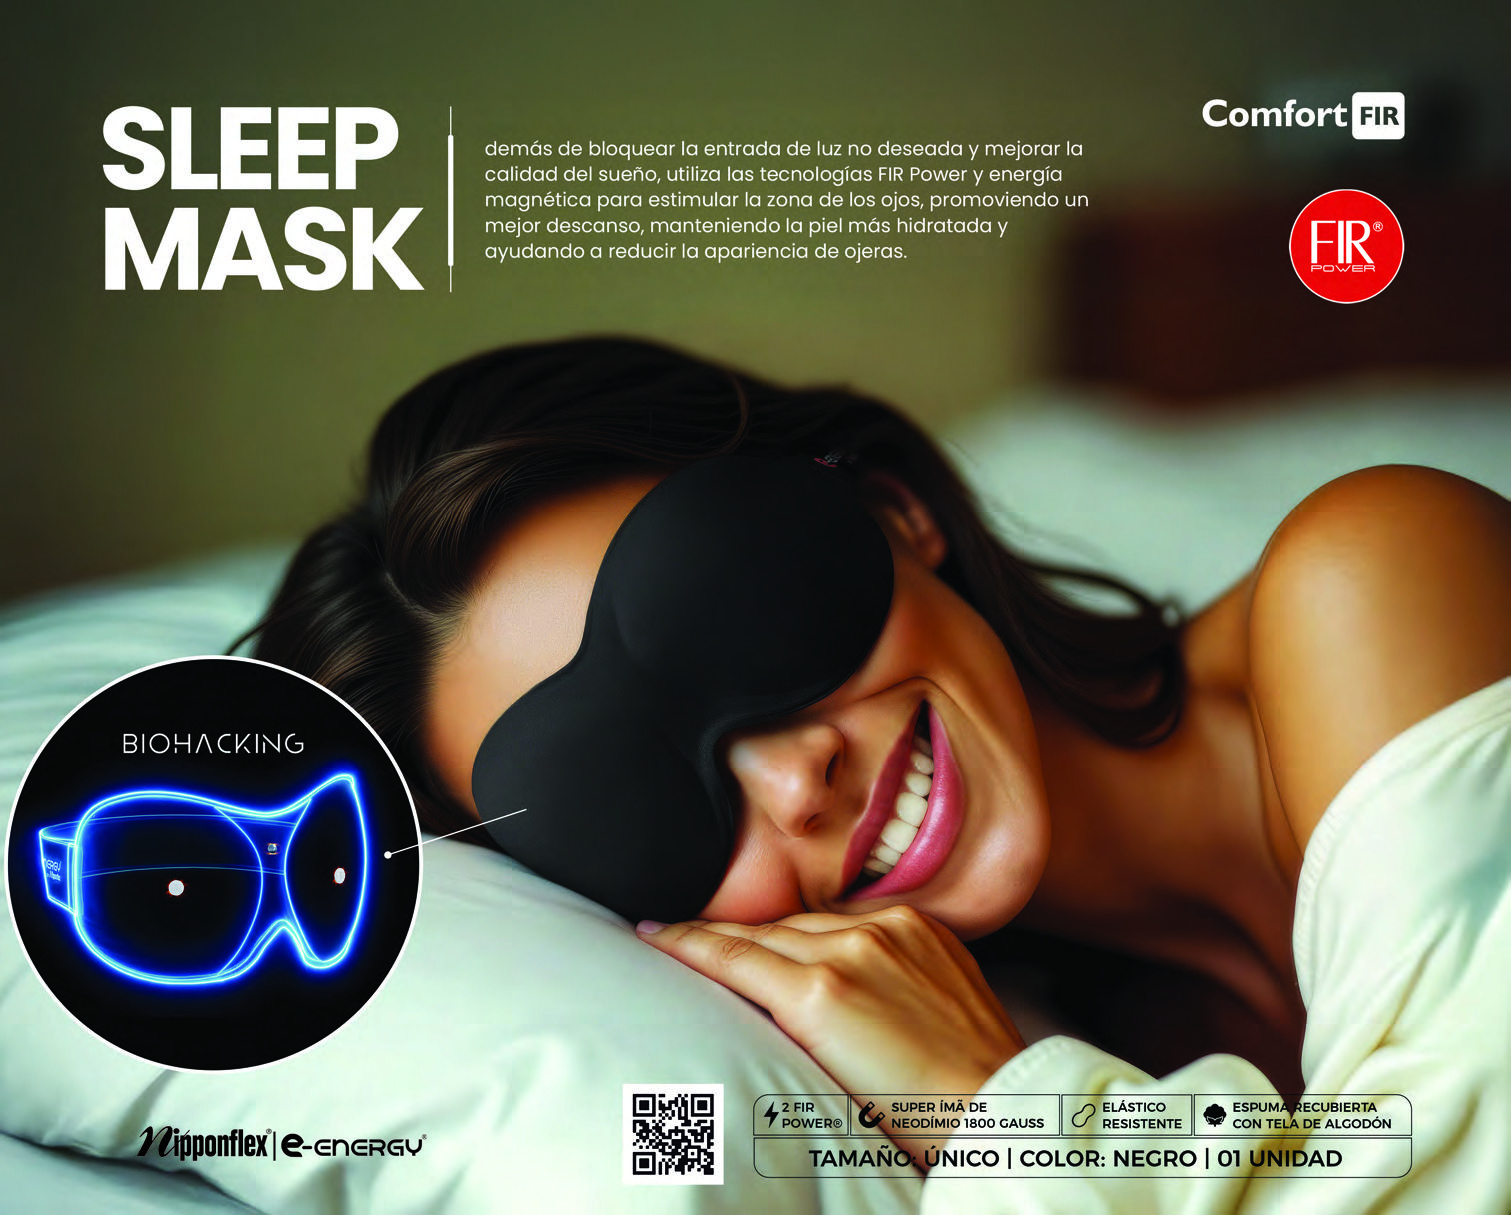 SLEEP
MASK
demás de bloquear la entrada de luz no deseada y mejorar la
calidad del sueño, utiliza las tecnologías FIR Power y energía
magnética para estimular la zona de los ojos, promoviendo un
mejor descanso, manteniendo la piel más hidratada y
ayudando a reducir la apariencia de ojeras.
Comfort FIR
FIR®
POWER
BIOHACKING
Nipponflex® | e-ENERGY®
2 FIR
POWER®
SUPER ÍMÃ DE
NEODÍMIO 1800 GAUSS
ELÁSTICO
RESISTENTE
ESPUMA RECUBIERTA
CON TELA DE ALGODÓN
TAMAÑO: ÚNICO | COLOR: NEGRO | 01 UNIDAD